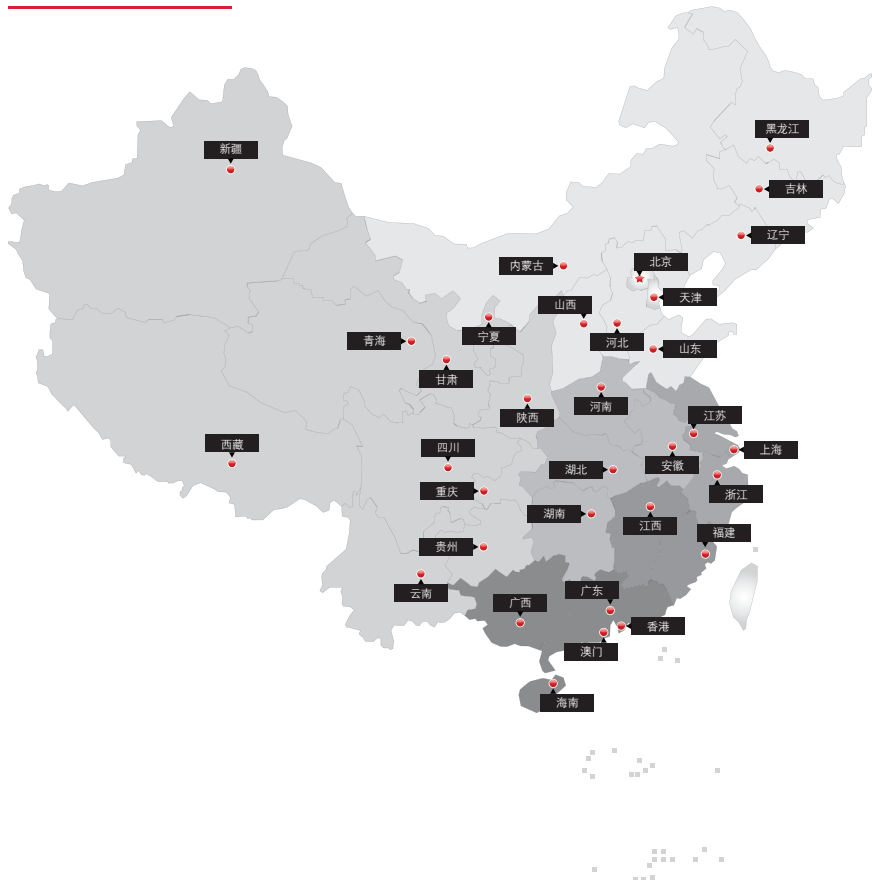 黑龙江
新疆
吉林
辽宁
北京
内蒙古
天津
山西
宁夏
青海
河北
山东
甘肃
河南
陕西
江苏
西藏
四川
上海
安徽
湖北
重庆
浙江
湖南
江西
福建
贵州
云南
广东
广西
香港
澳门
海南